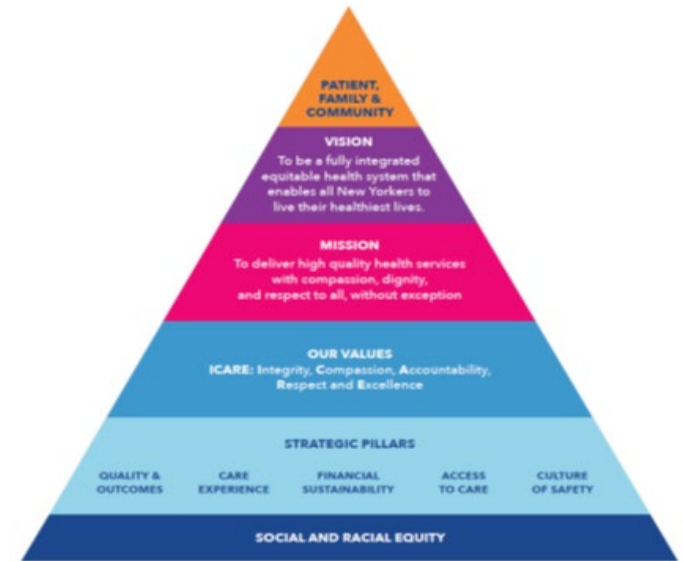 PATIENT,
FAMILY &
COMMUNITY
VISION
To be a fully integrated
equitable health system that
enables all New Yorkers to
live their healthiest lives.
MISSION
To deliver high quality health services
with compassion, dignity,
and respect to all, without exception
OUR VALUES
ICARE: Integrity, Compassion, Accountability,
Respect and Excellence
STRATEGIC PILLARS
QUALITY &
OUTCOMES
CARE
EXPERIENCE
FINANCIAL
SUSTAINABILITY
ACCESS
TO CARE
CULTURE
OF SAFETY
SOCIAL AND RACIAL EQUITY